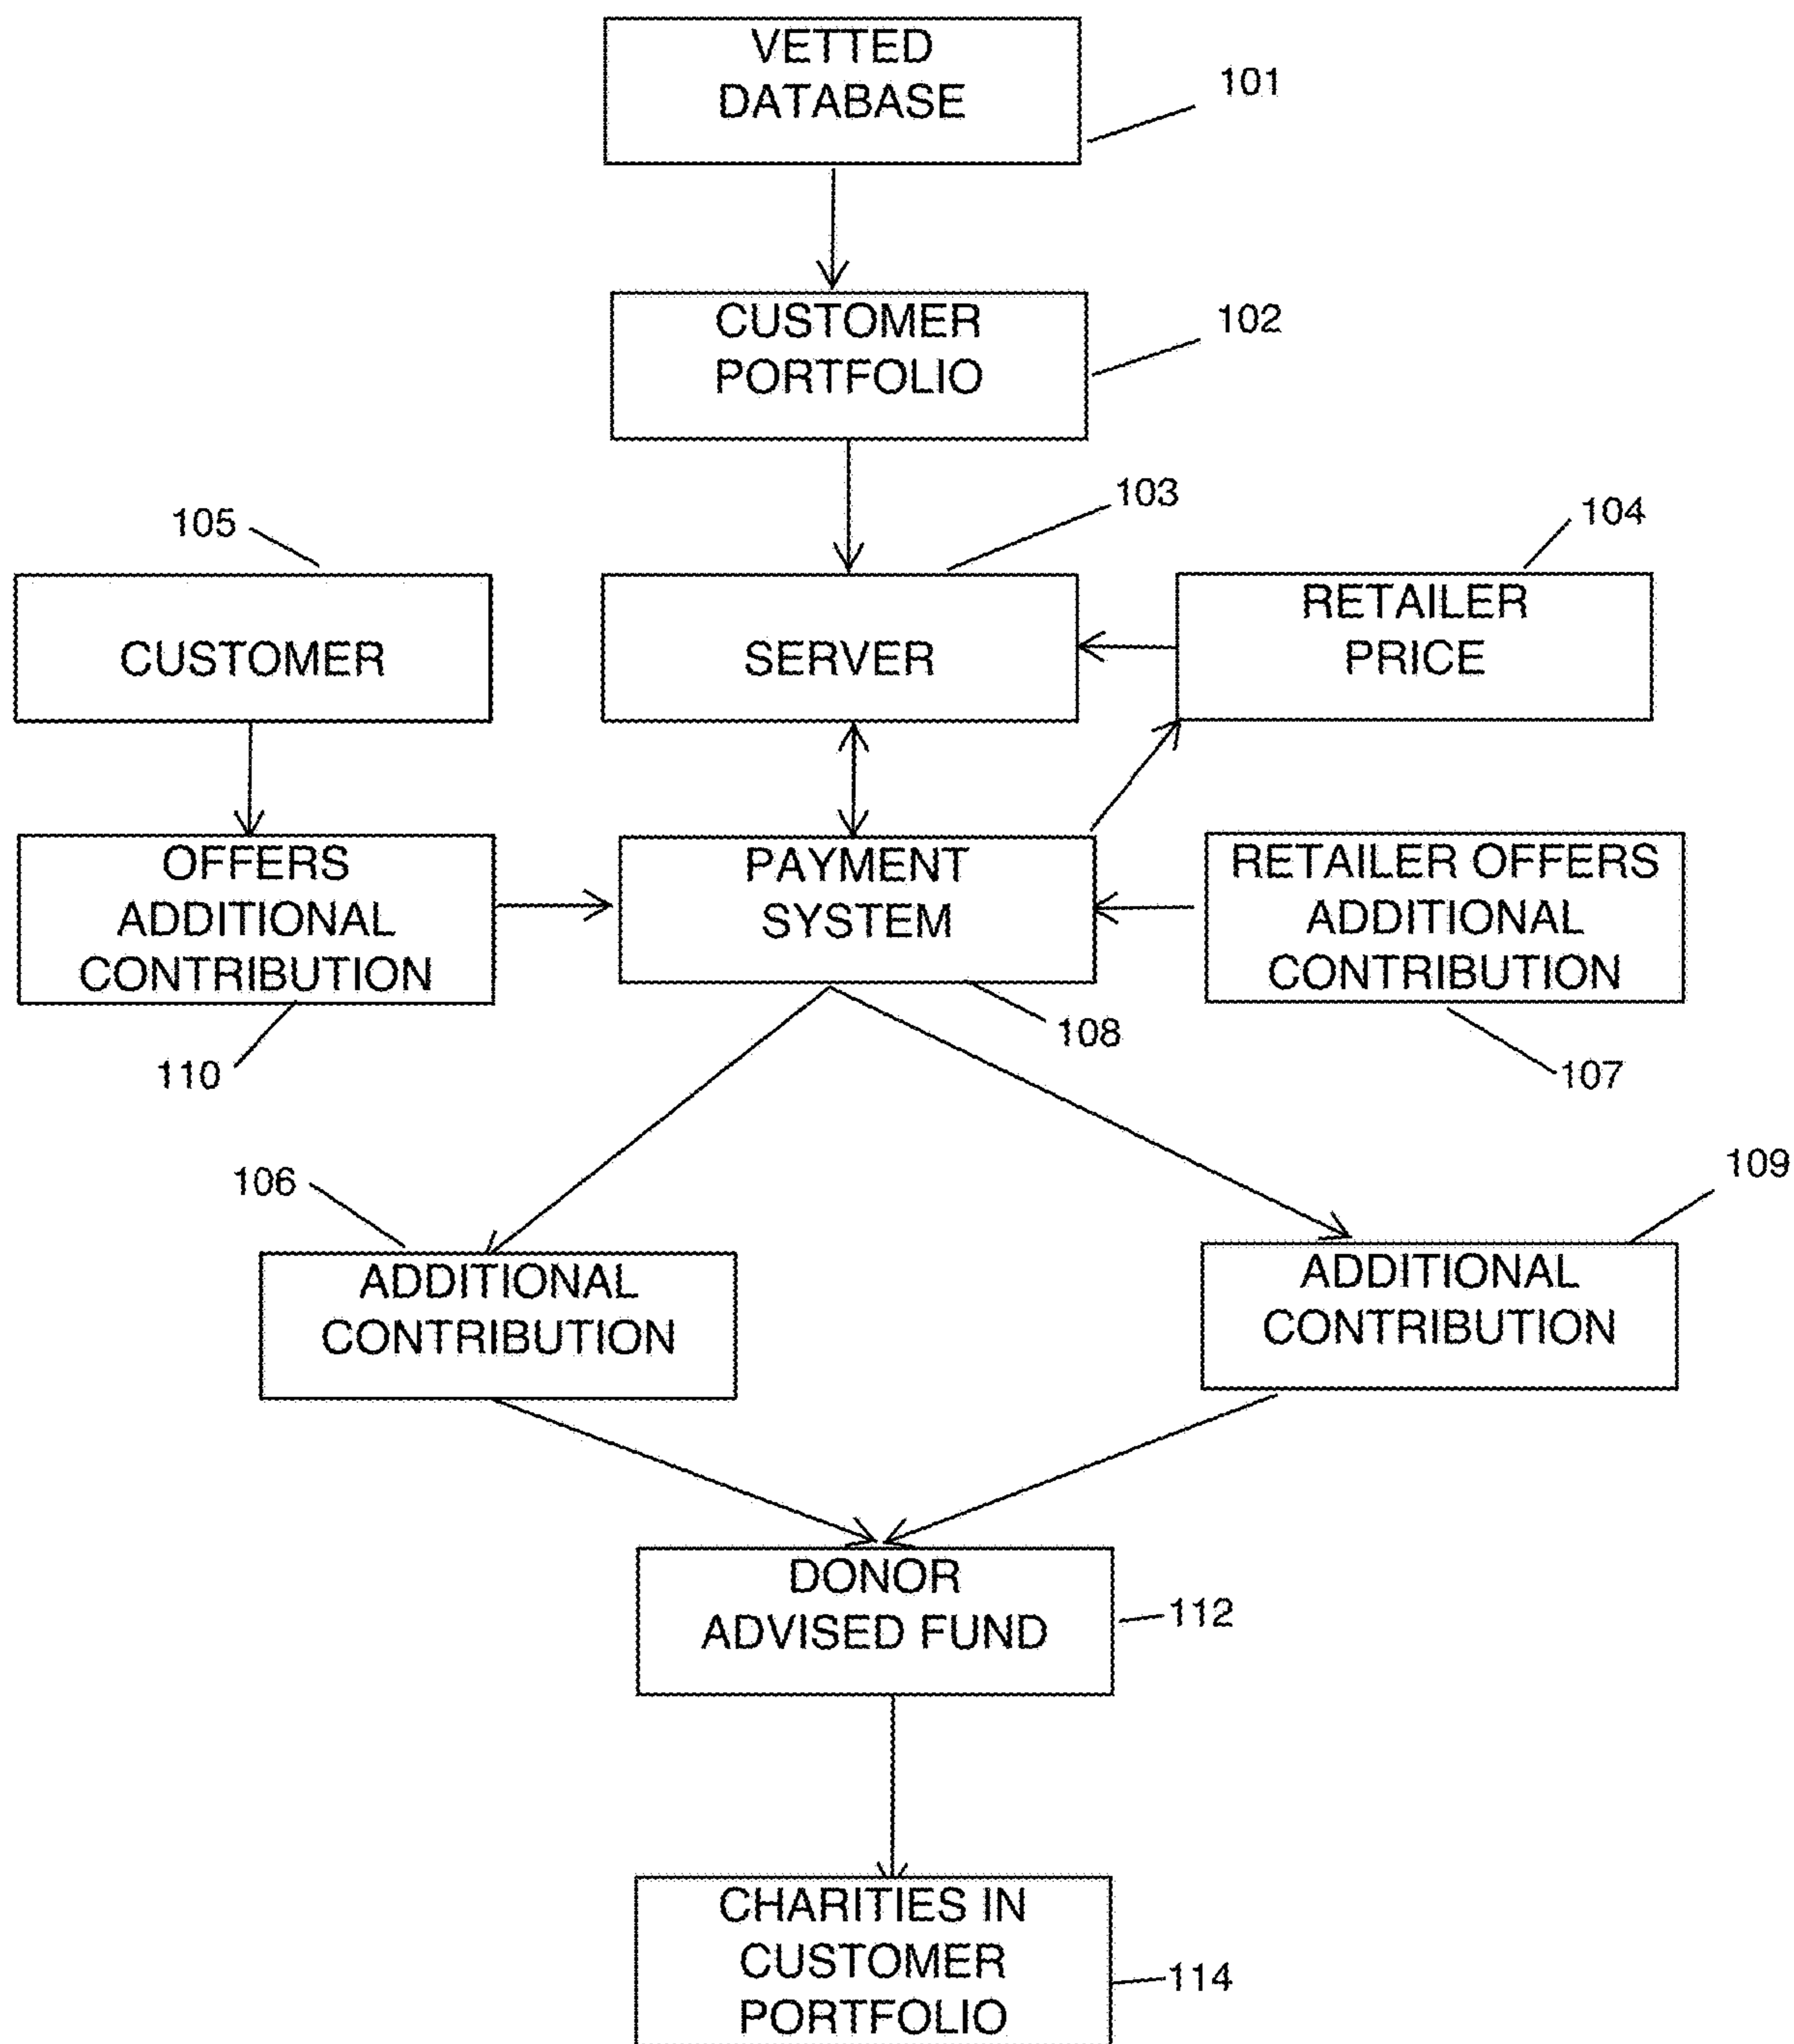 VETTED
DATABASE
101
CUSTOMER
PORTFOLIO
102
103
104
105
CUSTOMER
SERVER
RETAILER
PRICE
OFFERS
ADDITIONAL
CONTRIBUTION
PAYMENT
SYSTEM
RETAILER OFFERS
ADDITIONAL
CONTRIBUTION
108
110
107
106
109
ADDITIONAL
CONTRIBUTION
ADDITIONAL
CONTRIBUTION
DONOR
ADVISED FUND
112
CHARITIES IN
CUSTOMER
PORTFOLIO
114